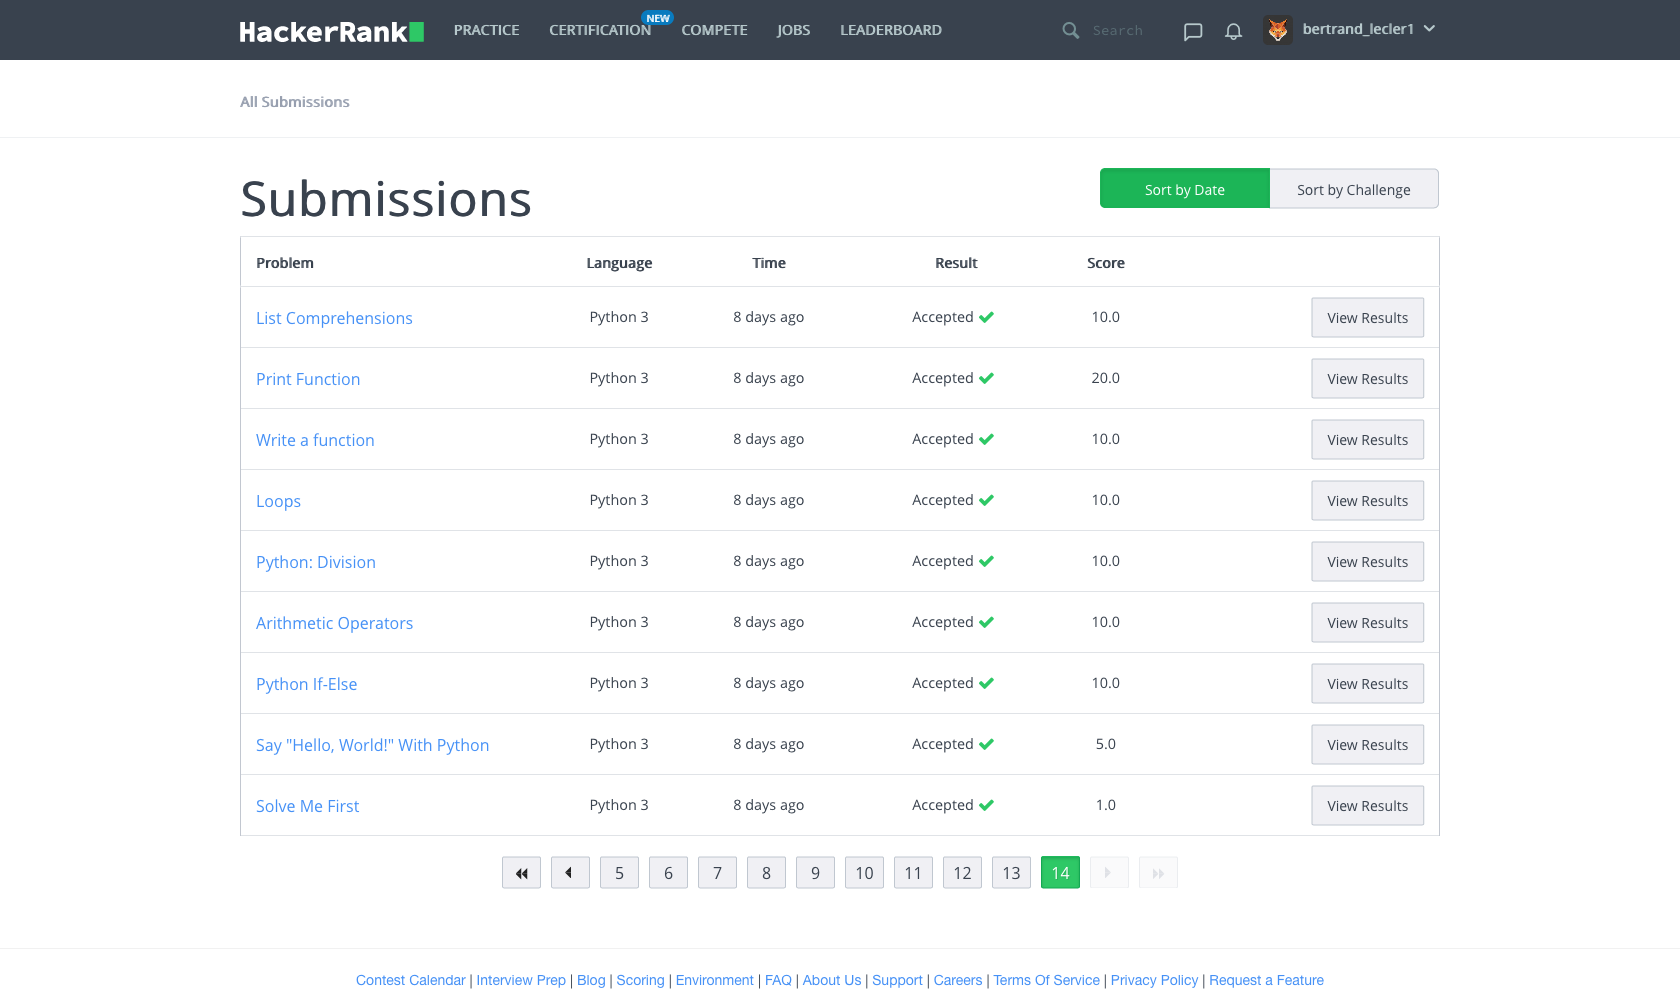 HackerRank PRACTICE CERTIFICATION NEW COMPETE JOBS LEADERBOARD Search bertrand_lecler1
All Submissions
Submissions Sort by Date Sort by Challenge
Problem Language Time Result Score
List Comprehensions Python 3 8 days ago Accepted 10.0 View Results
Print Function Python 3 8 days ago Accepted 20.0 View Results
Write a function Python 3 8 days ago Accepted 10.0 View Results
Loops Python 3 8 days ago Accepted 10.0 View Results
Python: Division Python 3 8 days ago Accepted 10.0 View Results
Arithmetic Operators Python 3 8 days ago Accepted 10.0 View Results
Python If-Else Python 3 8 days ago Accepted 10.0 View Results
Say "Hello, World!" With Python Python 3 8 days ago Accepted 5.0 View Results
Solve Me First Python 3 8 days ago Accepted 1.0 View Results
5 6 7 8 9 10 11 12 13 14
Contest Calendar | Interview Prep | Blog | Scoring | Environment | FAQ | About Us | Support | Careers | Terms Of Service | Privacy Policy | Request a Feature